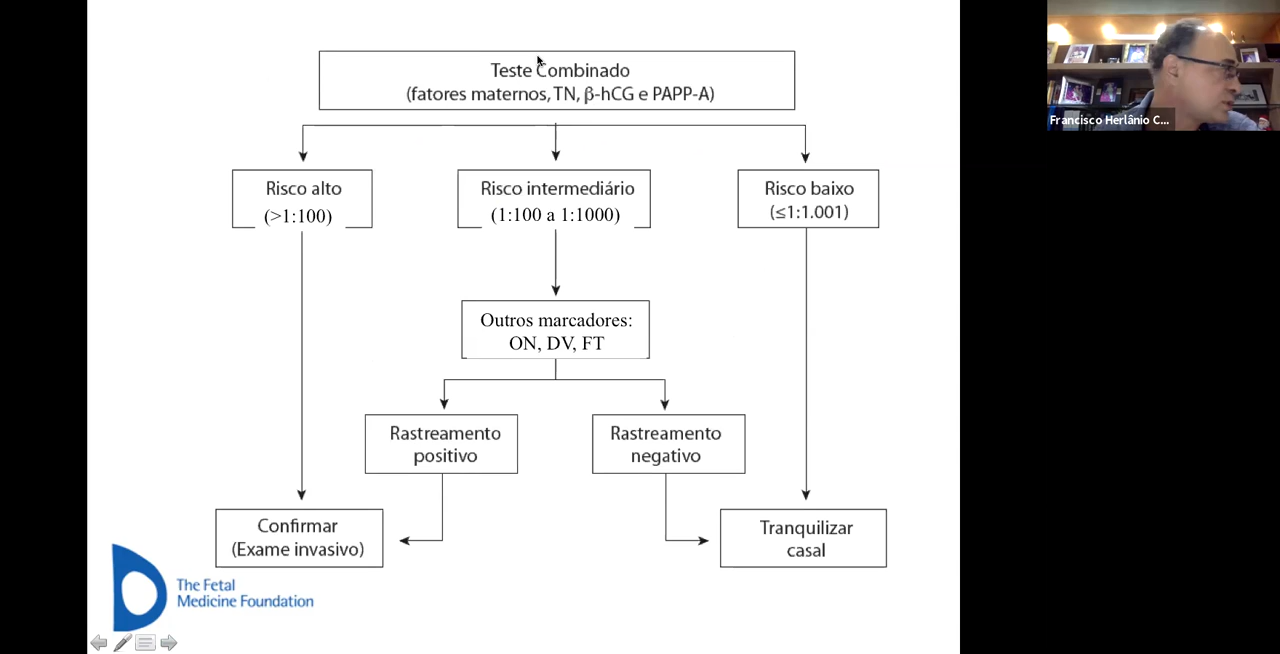 Teste Combinado
(fatores maternos, TN, β-hCG e PAPP-A)
Risco alto
(>1:100)
Risco intermediário
(1:100 a 1:1000)
Risco baixo
(≤1:1.001)
Outros marcadores:
ON, DV, FT
Rastreamento
positivo
Rastreamento
negativo
Confirmar
(Exame invasivo)
Tranquilizar
casal
The Fetal
Medicine Foundation
Francisco Herlânio C...